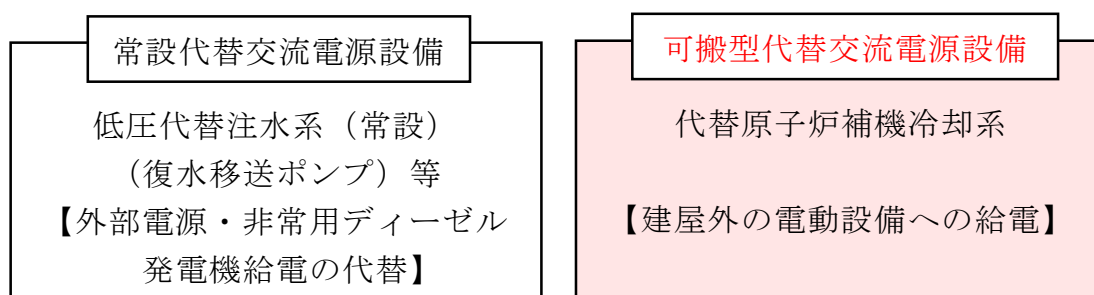 常設代替交流電源設備
低圧代替注水系（常設）
（復水移送ポンプ）等
【外部電源・非常用ディーゼル
発電機給電の代替】
可搬型代替交流電源設備
代替原子炉補機冷却系
【建屋外の電動設備への給電】